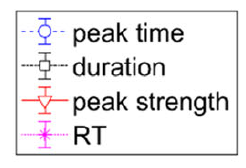 peak time
duration
peak strength
RT